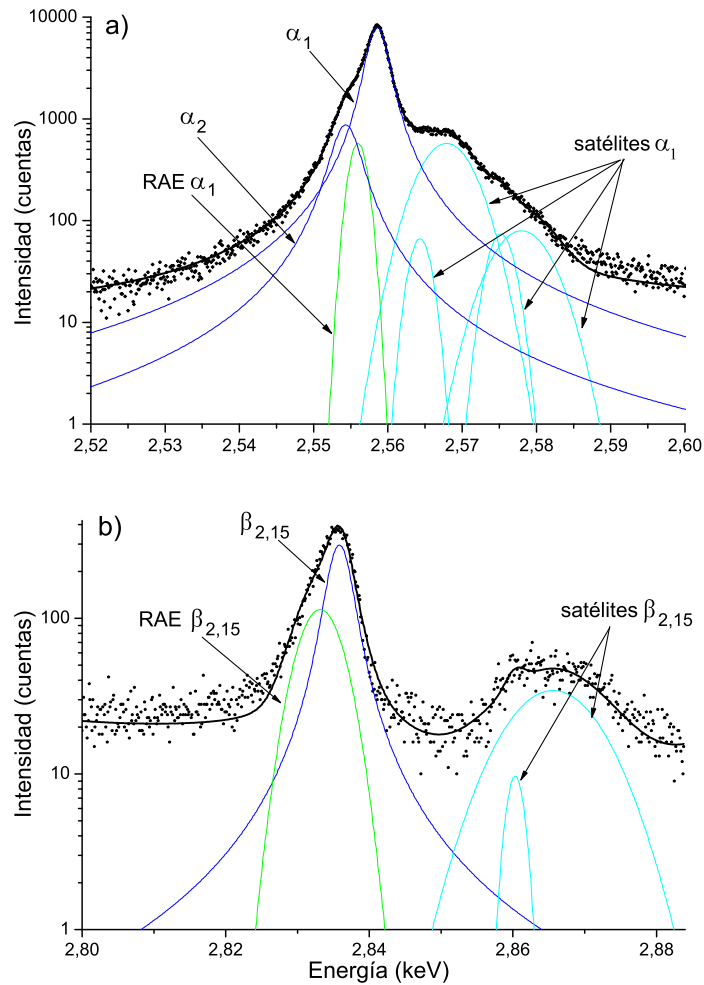 a)
10000
1000
100
10
1
Intensidad (cuentas)
α1
α2
RAE α1
satélites α1
2,52 2,53 2,54 2,55 2,56 2,57 2,58 2,59 2,60
b)
100
10
1
Intensidad (cuentas)
β2,15
RAE β2,15
satélites β2,15
2,80 2,82 2,84 2,86 2,88
Energía (keV)